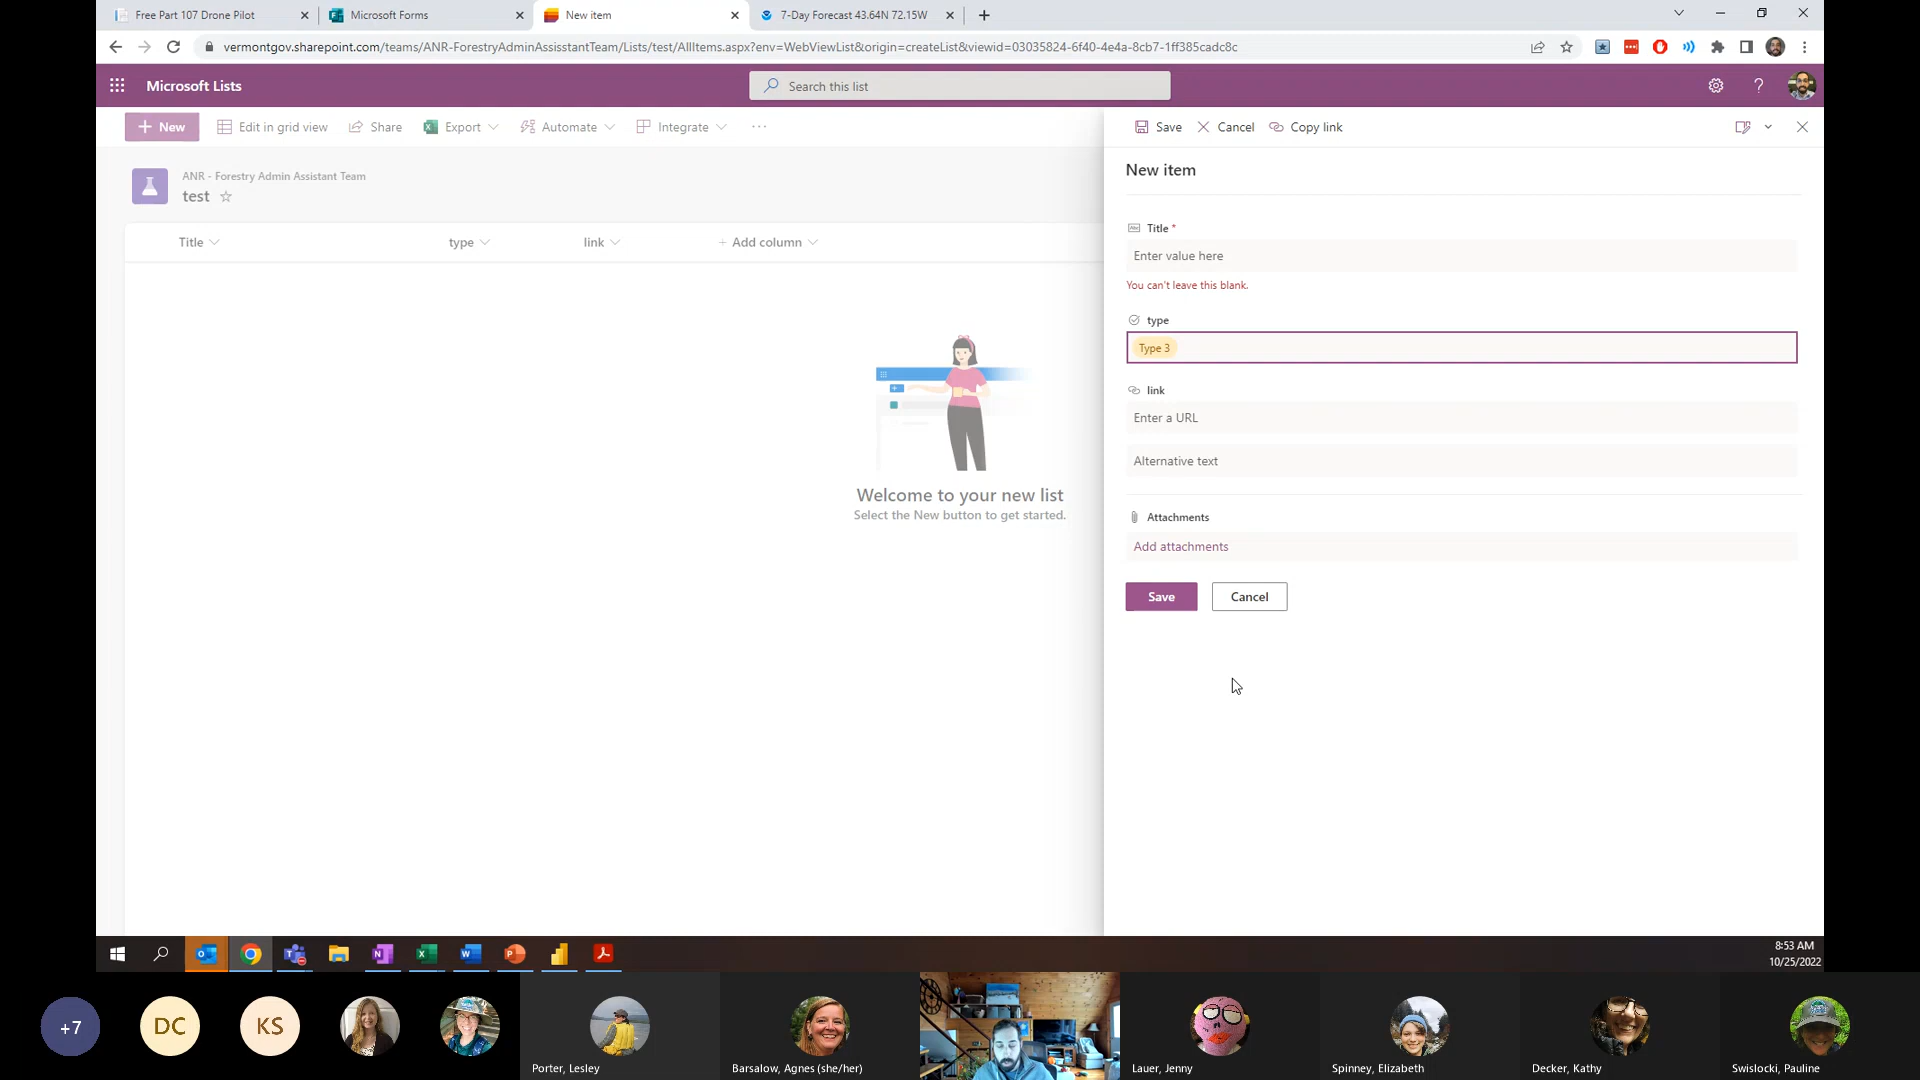 Free Part 107 Drone Pilot
Microsoft Forms
New item
7-Day Forecast 43.64N 72.15W
vermontgov.sharepoint.com/teams/ANR-ForestryAdminAssisstantTeam/Lists/test/AllItems.aspx?env=WebViewList&origin=createList&viewid=03035824-6f40-4e4a-8cb7-1ff385cadc8c
Microsoft Lists
Search this list
New
Edit in grid view
Share
Export
Automate
Integrate
Save
Cancel
Copy link
ANR - Forestry Admin Assistant Team
test
Title
type
link
Add column
Welcome to your new list
Select the New button to get started.
New item
Title *
Enter value here
You can't leave this blank.
type
Type 3
link
Enter a URL
Alternative text
Attachments
Add attachments
Save
Cancel
8:53 AM
10/25/2022
+7
DC
KS
Porter, Lesley
Barsalow, Agnes (she/her)
Lauer, Jenny
Spinney, Elizabeth
Decker, Kathy
Swislocki, Pauline